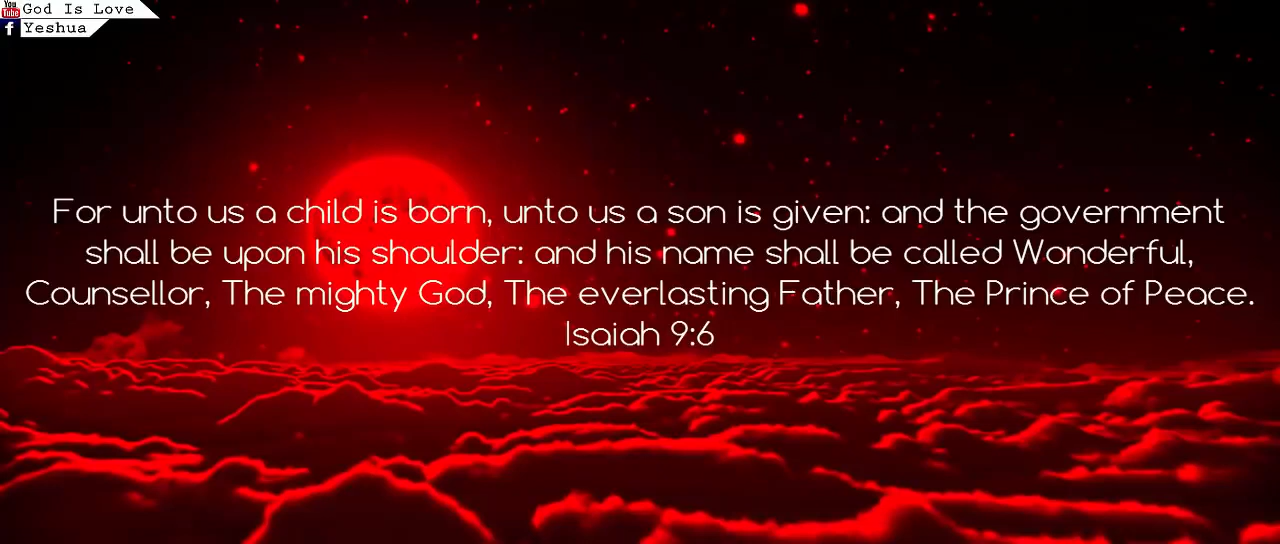 You
Tube
God Is Love
f
Yeshua
For unto us a child is born, unto us a son is given: and the government
shall be upon his shoulder: and his name shall be called Wonderful,
Counsellor, The mighty God, The everlasting Father, The Prince of Peace.
Isaiah 9:6